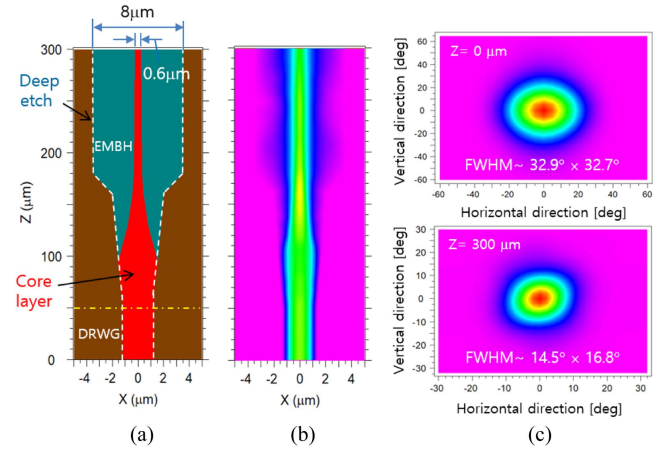 8μm
300
250
200
150
100
50
0
Z (μm)
Deep
etch
0.6μm
EMBH
Core
layer
DRWG
-4 -2 0 2 4
X (μm)
(a)
-4 -2 0 2 4
X (μm)
(b)
Z= 0 μm
FWHM~ 32.9° × 32.7°
Vertical direction [deg]
60
40
20
0
-20
-40
-60
-60 -40 -20 0 20 40 60
Horizontal direction [deg]
Z= 300 μm
FWHM~ 14.5° × 16.8°
Vertical direction [deg]
30
20
10
0
-10
-20
-30
-30 -20 -10 0 10 20 30
Horizontal direction [deg]
(c)